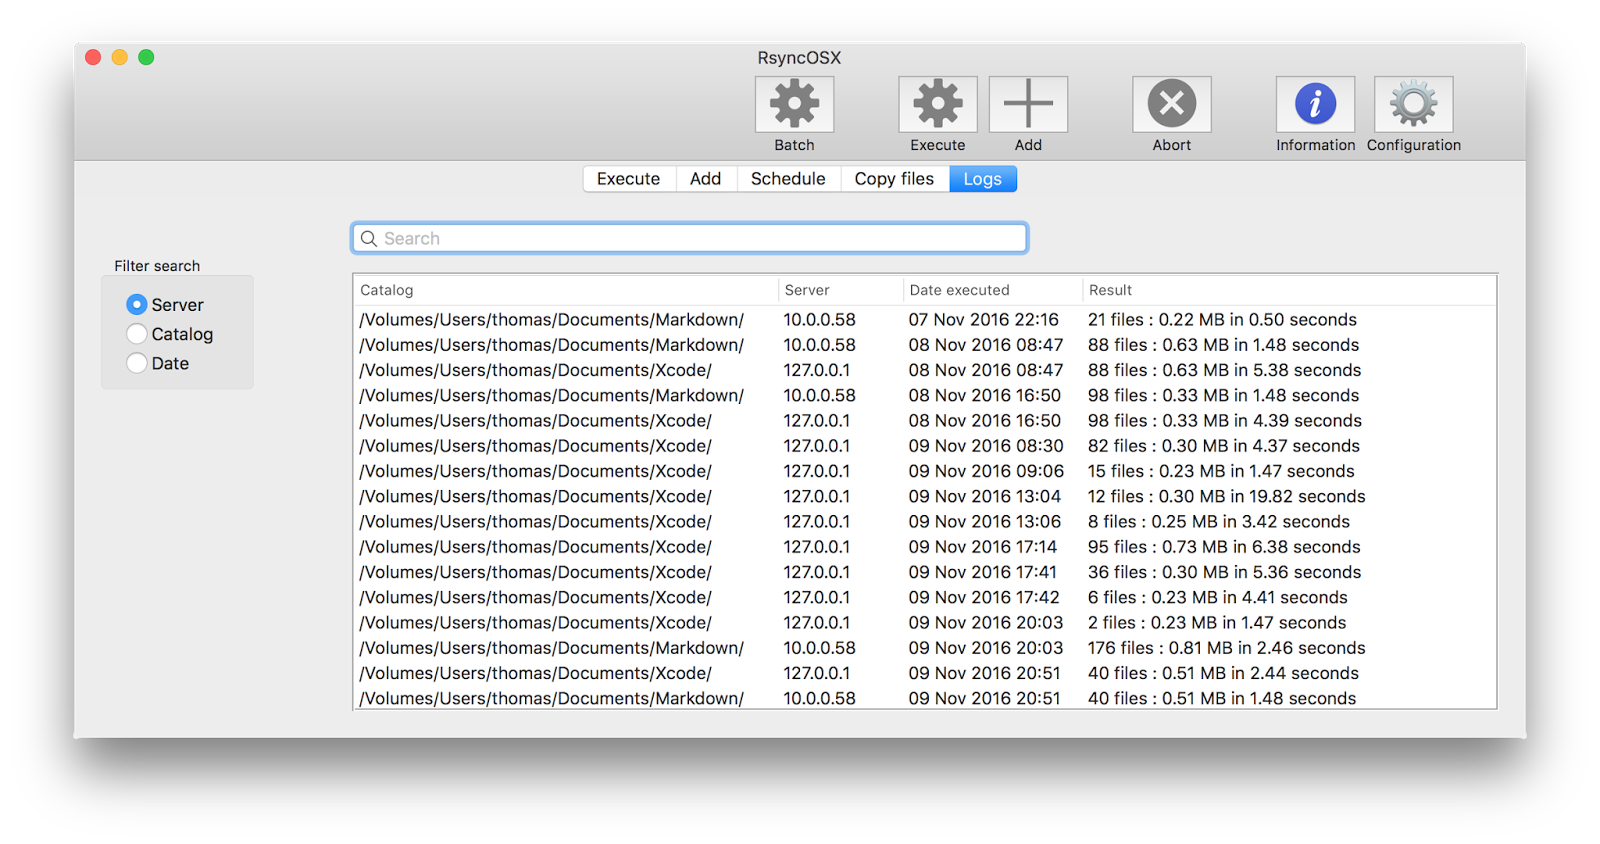 RsyncOSX
Batch Execute Add Abort Information Configuration
Execute Add Schedule Copy files Logs
Search
Filter search
Server
Catalog
Date
Catalog Server Date executed Result
/Volumes/Users/thomas/Documents/Markdown/ 10.0.0.58 07 Nov 2016 22:16 21 files : 0.22 MB in 0.50 seconds
/Volumes/Users/thomas/Documents/Markdown/ 10.0.0.58 08 Nov 2016 08:47 88 files : 0.63 MB in 1.48 seconds
/Volumes/Users/thomas/Documents/Xcode/ 127.0.0.1 08 Nov 2016 08:47 88 files : 0.63 MB in 5.38 seconds
/Volumes/Users/thomas/Documents/Markdown/ 10.0.0.58 08 Nov 2016 16:50 98 files : 0.33 MB in 1.48 seconds
/Volumes/Users/thomas/Documents/Xcode/ 127.0.0.1 08 Nov 2016 16:50 98 files : 0.33 MB in 4.39 seconds
/Volumes/Users/thomas/Documents/Xcode/ 127.0.0.1 09 Nov 2016 08:30 82 files : 0.30 MB in 4.37 seconds
/Volumes/Users/thomas/Documents/Xcode/ 127.0.0.1 09 Nov 2016 09:06 15 files : 0.23 MB in 1.47 seconds
/Volumes/Users/thomas/Documents/Xcode/ 127.0.0.1 09 Nov 2016 13:04 12 files : 0.30 MB in 19.82 seconds
/Volumes/Users/thomas/Documents/Xcode/ 127.0.0.1 09 Nov 2016 13:06 8 files : 0.25 MB in 3.42 seconds
/Volumes/Users/thomas/Documents/Xcode/ 127.0.0.1 09 Nov 2016 17:14 95 files : 0.73 MB in 6.38 seconds
/Volumes/Users/thomas/Documents/Xcode/ 127.0.0.1 09 Nov 2016 17:41 36 files : 0.30 MB in 5.36 seconds
/Volumes/Users/thomas/Documents/Xcode/ 127.0.0.1 09 Nov 2016 17:42 6 files : 0.23 MB in 4.41 seconds
/Volumes/Users/thomas/Documents/Xcode/ 127.0.0.1 09 Nov 2016 20:03 2 files : 0.23 MB in 1.47 seconds
/Volumes/Users/thomas/Documents/Markdown/ 10.0.0.58 09 Nov 2016 20:03 176 files : 0.81 MB in 2.46 seconds
/Volumes/Users/thomas/Documents/Xcode/ 127.0.0.1 09 Nov 2016 20:51 40 files : 0.51 MB in 2.44 seconds
/Volumes/Users/thomas/Documents/Markdown/ 10.0.0.58 09 Nov 2016 20:51 40 files : 0.51 MB in 1.48 seconds